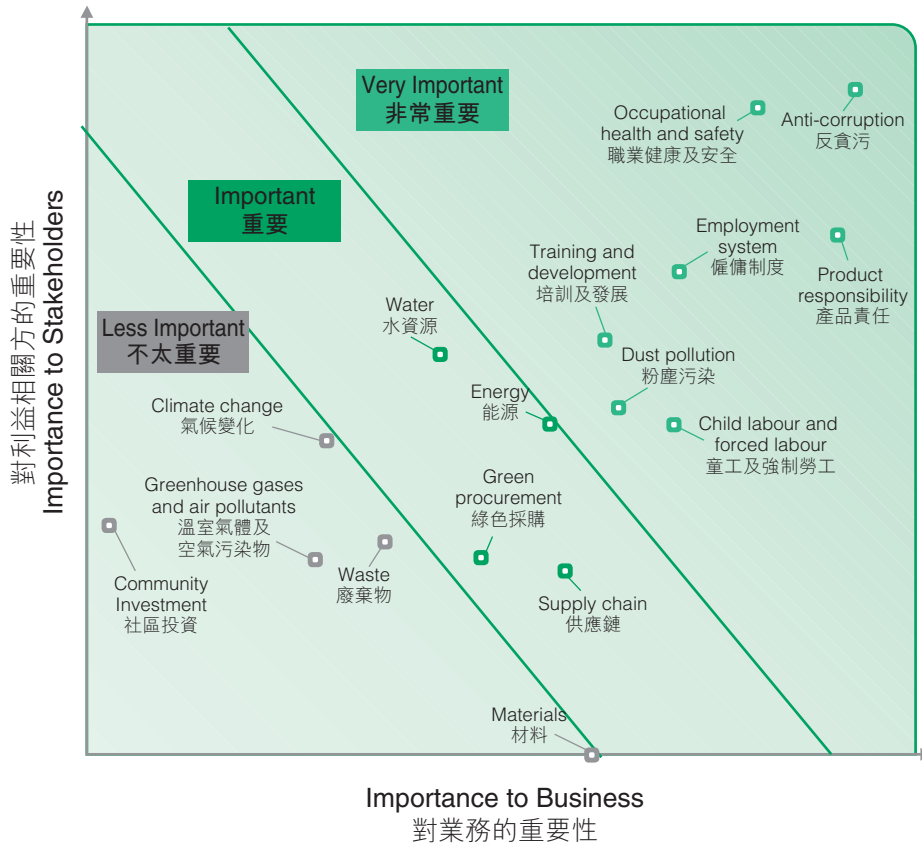 Very Important
非常重要
Important
重要
Less Important
不太重要
Occupational
health and safety
職業健康及安全
Anti-corruption
反貪污
Employment
system
僱傭制度
Product
responsibility
產品責任
Training and
development
培訓及發展
Water
水資源
Dust pollution
粉塵污染
Energy
能源
Child labour and
forced labour
童工及強制勞工
Climate change
氣候變化
Greenhouse gases
and air pollutants
溫室氣體及
空氣污染物
Green
procurement
綠色採購
Community
Investment
社區投資
Waste
廢棄物
Supply chain
供應鏈
Materials
材料
對利益相關方的重要性
Importance to Stakeholders
Importance to Business
對業務的重要性